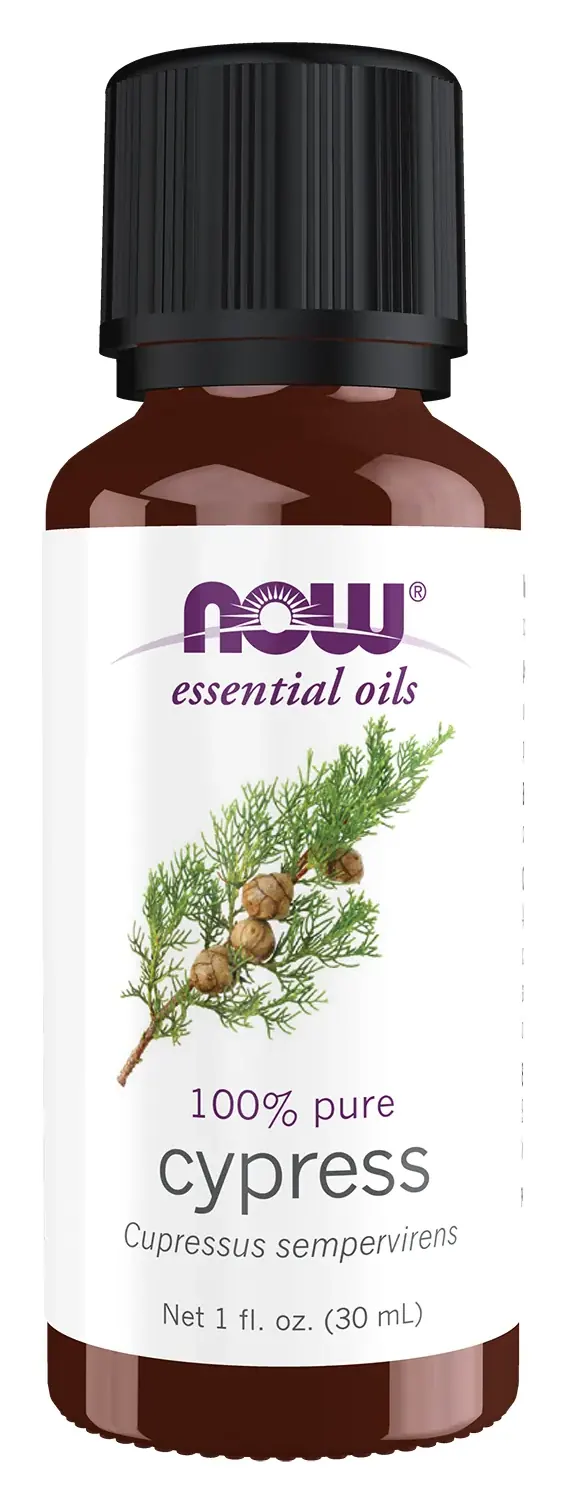 now®
essential oils
100% pure
cypress
Cupressus sempervirens
Net 1 fl. oz. (30 mL)